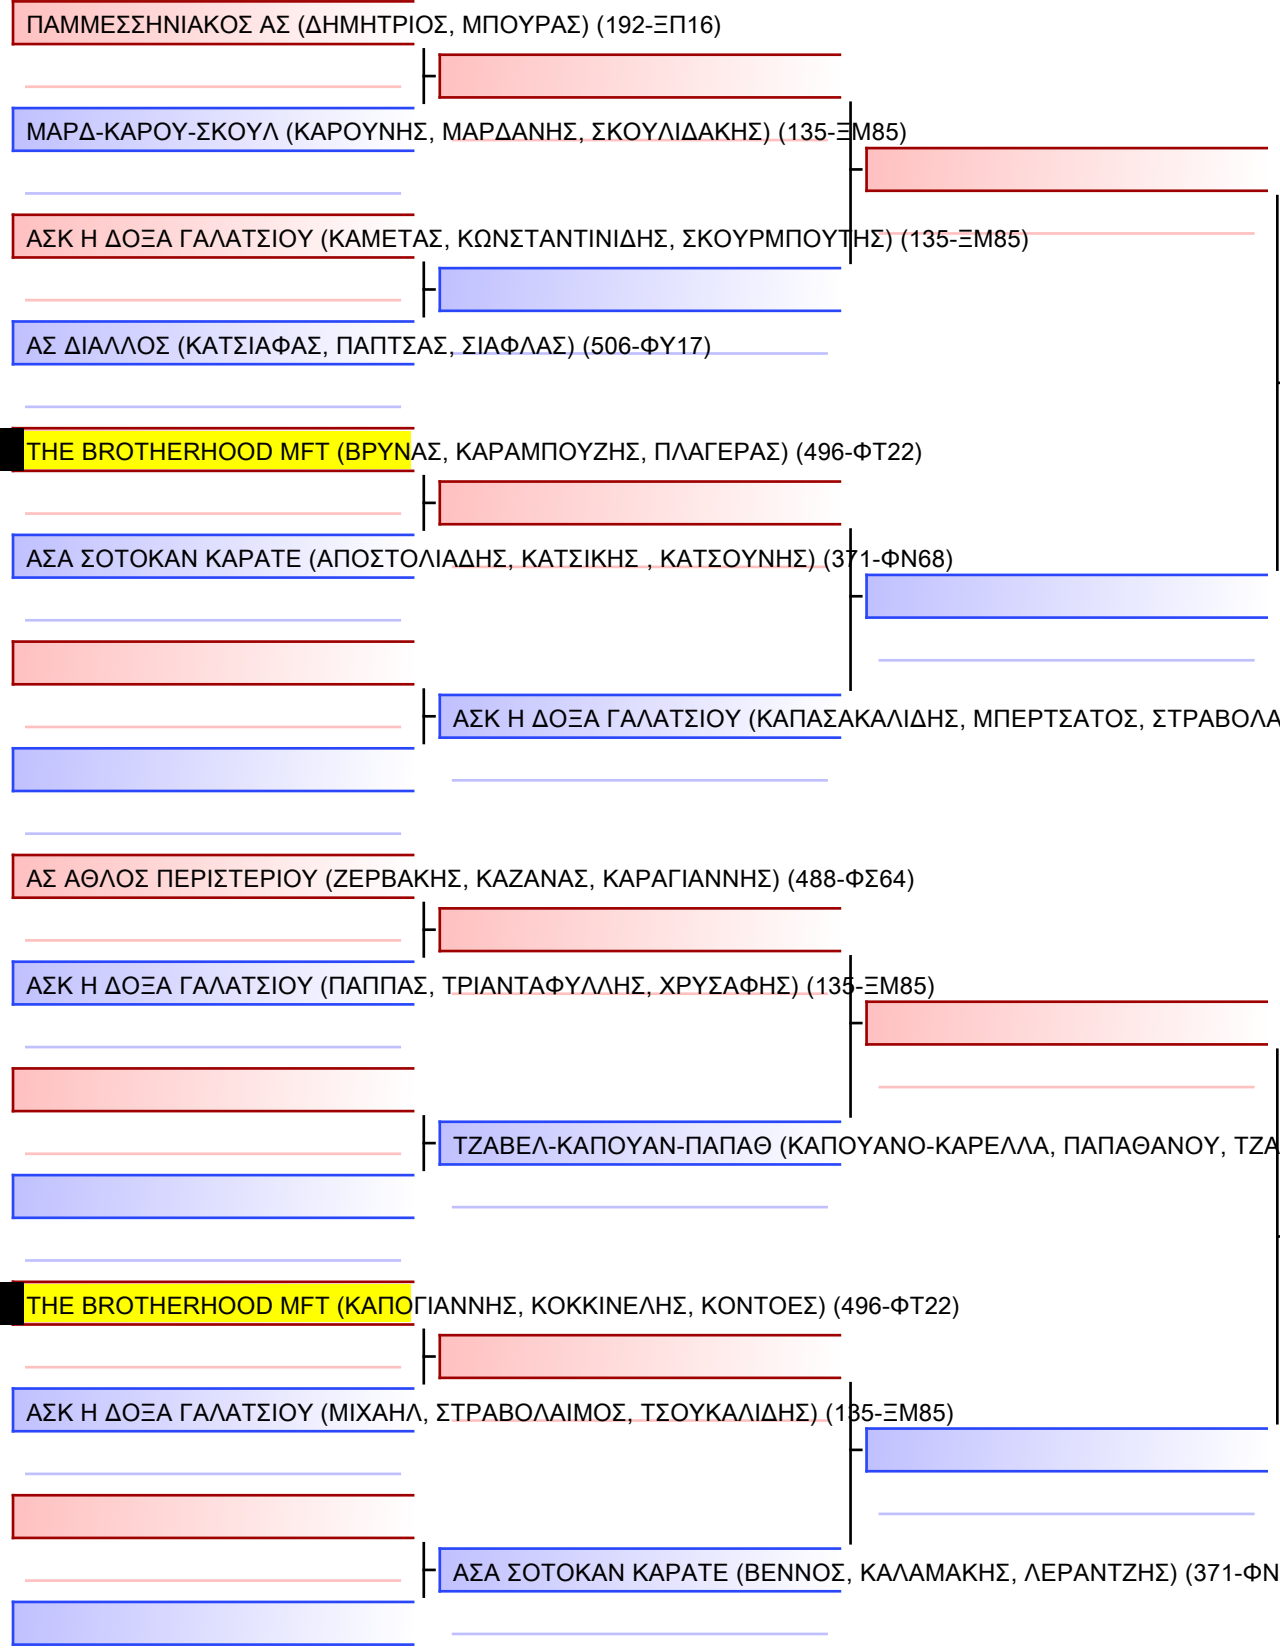 ΠΑΜΜΕΣΣΗΝΙΑΚΟΣ ΑΣ (ΔΗΜΗΤΡΙΟΣ, ΜΠΟΥΡΑΣ) (192-ΞΠ16)
ΜΑΡΔ-ΚΑΡΟΥ-ΣΚΟΥΛ (ΚΑΡΟΥΝΗΣ, ΜΑΡΔΑΝΗΣ, ΣΚΟΥΛΙΔΑΚΗΣ) (135-ΞΜ85)
ΑΣΚ Η ΔΟΞΑ ΓΑΛΑΤΣΙΟΥ (ΚΑΜΕΤΑΣ, ΚΩΝΣΤΑΝΤΙΝΙΔΗΣ, ΣΚΟΥΡΜΠΟΥΤΗΣ) (135-ΞΜ85)
ΑΣ ΔΙΑΛΛΟΣ (ΚΑΤΣΙΑΦΑΣ, ΠΑΠΤΣΑΣ, ΣΙΑΦΛΑΣ) (506-ΦΥ17)
THE BROTHERHOOD MFT (ΒΡΥΝΑΣ, ΚΑΡΑΜΠΟΥΖΗΣ, ΠΛΑΓΕΡΑΣ) (496-ΦΤ22)
ΑΣΑ ΣΟΤΟΚΑΝ ΚΑΡΑΤΕ (ΑΠΟΣΤΟΛΙΑΔΗΣ, ΚΑΤΣΙΚΗΣ , ΚΑΤΣΟΥΝΗΣ) (371-ΦΝ68)
ΑΣΚ Η ΔΟΞΑ ΓΑΛΑΤΣΙΟΥ (ΚΑΠΑΣΑΚΑΛΙΔΗΣ, ΜΠΕΡΤΣΑΤΟΣ, ΣΤΡΑΒΟΛΑ
ΑΣ ΑΘΛΟΣ ΠΕΡΙΣΤΕΡΙΟΥ (ΖΕΡΒΑΚΗΣ, ΚΑΖΑΝΑΣ, ΚΑΡΑΓΙΑΝΝΗΣ) (488-ΦΣ64)
ΑΣΚ Η ΔΟΞΑ ΓΑΛΑΤΣΙΟΥ (ΠΑΠΠΑΣ, ΤΡΙΑΝΤΑΦΥΛΛΗΣ, ΧΡΥΣΑΦΗΣ) (135-ΞΜ85)
ΤΖΑΒΕΛ-ΚΑΠΟΥΑΝ-ΠΑΠΑΘ (ΚΑΠΟΥΑΝΟ-ΚΑΡΕΛΛΑ, ΠΑΠΑΘΑΝΟΥ, ΤΖΑ
THE BROTHERHOOD MFT (ΚΑΠΟΓΙΑΝΝΗΣ, ΚΟΚΚΙΝΕΛΗΣ, ΚΟΝΤΟΕΣ) (496-ΦΤ22)
ΑΣΚ Η ΔΟΞΑ ΓΑΛΑΤΣΙΟΥ (ΜΙΧΑΗΛ, ΣΤΡΑΒΟΛΑΙΜΟΣ, ΤΣΟΥΚΑΛΙΔΗΣ) (135-ΞΜ85)
ΑΣΑ ΣΟΤΟΚΑΝ ΚΑΡΑΤΕ (ΒΕΝΝΟΣ, ΚΑΛΑΜΑΚΗΣ, ΛΕΡΑΝΤΖΗΣ) (371-ΦΝ